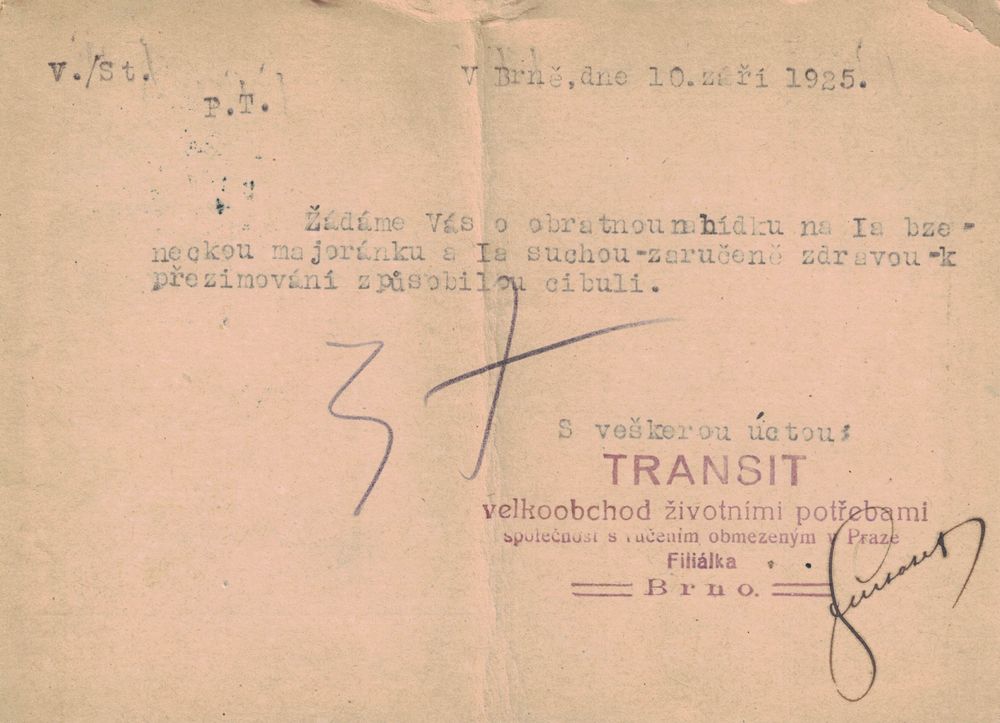 V./St.
V Brně, dne 10. září 1925.
P.T.
Žádáme Vás o obratnou nabídku na Ia bze-
neckou majoránku a Ia suchou-zaručeně zdravou-k
přezimování způsobilou cibuli.
S veškerou úctou:
TRANSIT
velkoobchod životními potřebami
společnost s ručením obmezeným v Praze
Filiálka
Brno.